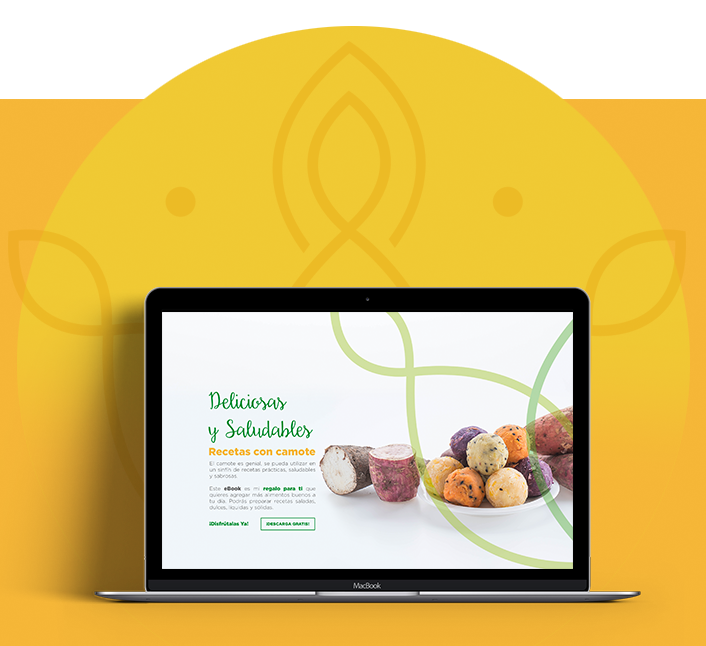 Deliciosas
y Saludables
Recetas con camote
El camote es genial, se pueda utilizar en
un sinfín de recetas prácticas, saludables
y sabrosas.
Este eBook es mi regalo para ti que
quieres agregar más alimentos buenos a
tu día. Podrás preparar recetas saladas,
dulces, líquidas y sólidas.
¡Disfrútalas Ya!
¡DESCARGA GRATIS!
MacBook